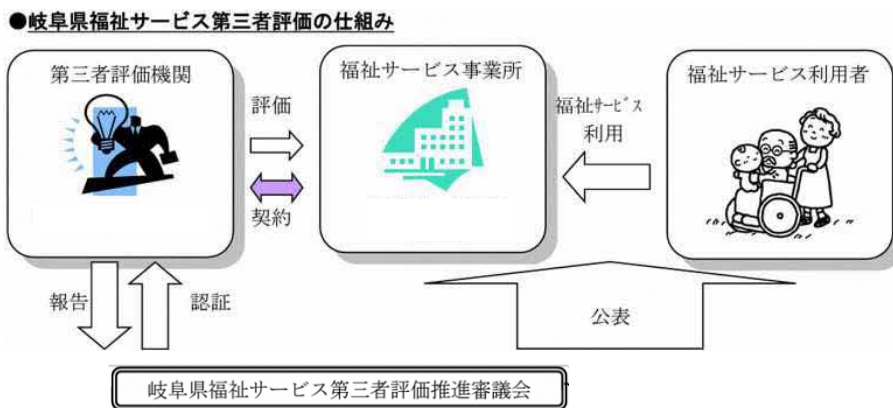 ●岐阜県福祉サービス第三者評価の仕組み
第三者評価機関
福祉サービス事業所
福祉サービス利用者
評価
契約
福祉ｻｰﾋﾞｽ
利用
報告
認証
公表
岐阜県福祉サービス第三者評価推進審議会